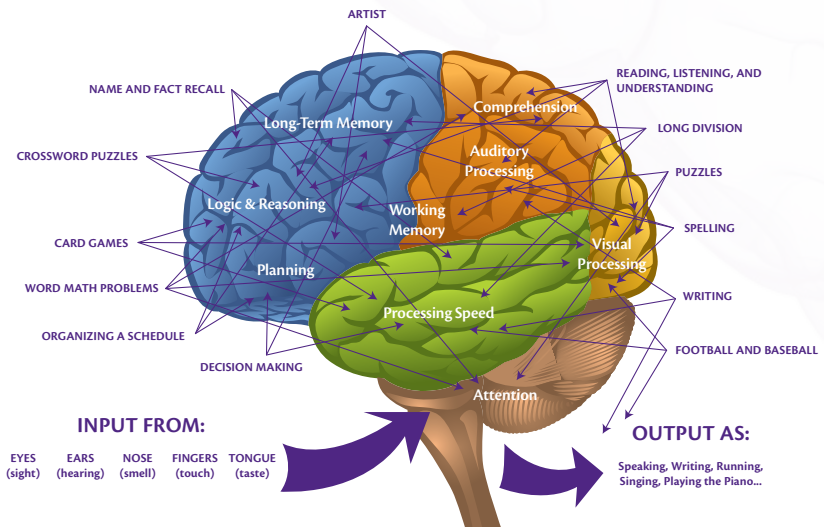 ARTIST
NAME AND FACT RECALL
CROSSWORD PUZZLES
CARD GAMES
WORD MATH PROBLEMS
ORGANIZING A SCHEDULE
DECISION MAKING
Long-Term Memory
Logic & Reasoning
Planning
Working
Memory
Comprehension
Auditory
Processing
Visual
Processing
Processing Speed
Attention
READING, LISTENING, AND
UNDERSTANDING
LONG DIVISION
PUZZLES
SPELLING
WRITING
FOOTBALL AND BASEBALL
INPUT FROM:
EYES
(sight)
EARS
(hearing)
NOSE
(smell)
FINGERS
(touch)
TONGUE
(taste)
OUTPUT AS:
Speaking, Writing, Running,
Singing, Playing the Piano...